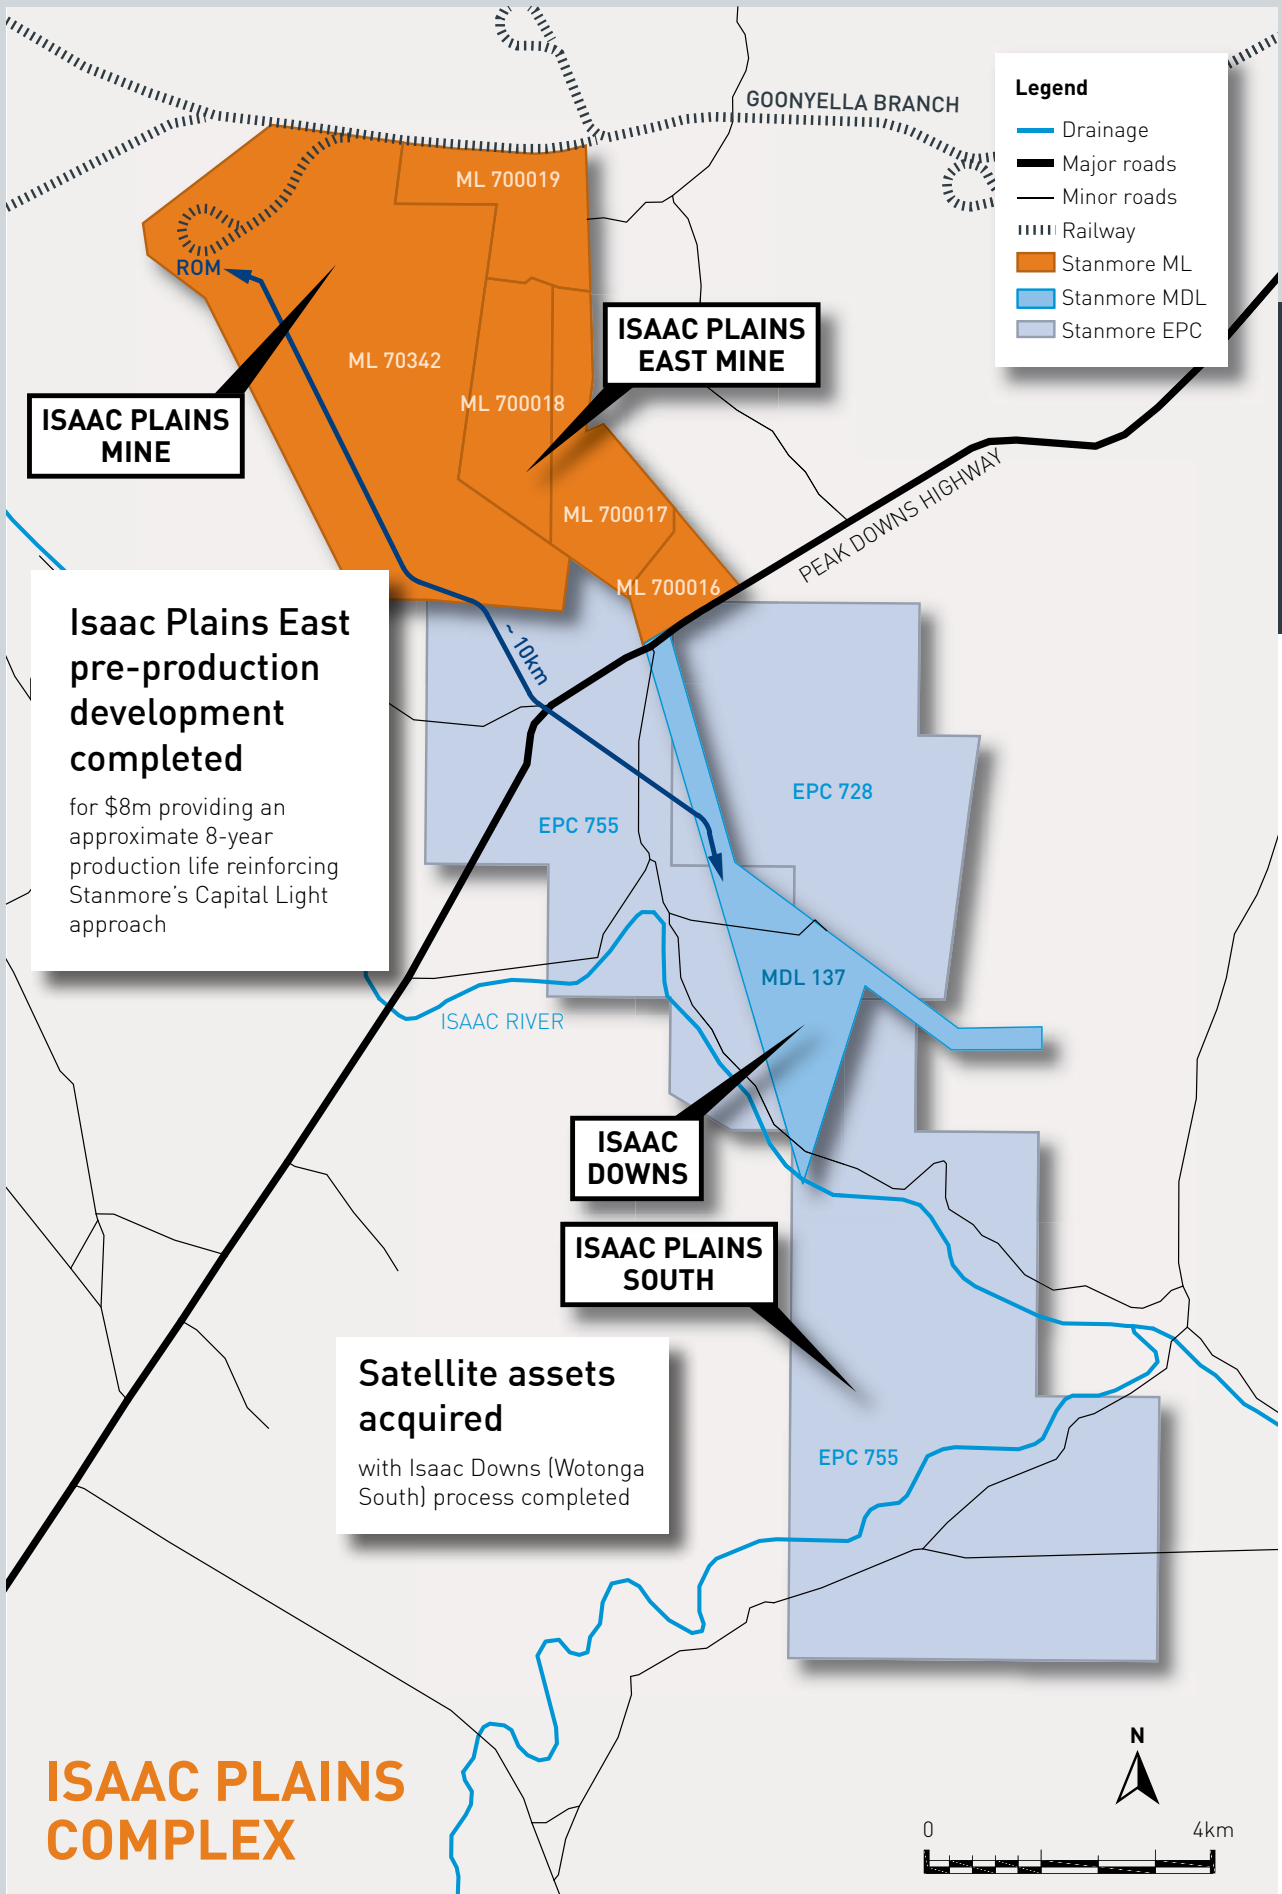 GOONYELLA BRANCH
Legend
Drainage
Major roads
Minor roads
Railway
Stanmore ML
Stanmore MDL
Stanmore EPC
ML 700019
ROM
ISAAC PLAINS
EAST MINE
ML 70342
ML 700018
ISAAC PLAINS
MINE
PEAK DOWNS HIGHWAY
ML 700017
ML 700016
Isaac Plains East
pre-production
development
completed
for $8m providing an
approximate 8-year
production life reinforcing
Stanmore's Capital Light
approach
~ 10km
EPC 728
EPC 755
MDL 137
ISAAC RIVER
ISAAC
DOWNS
ISAAC PLAINS
SOUTH
Satellite assets
acquired
with Isaac Downs (Wotonga
South) process completed
EPC 755
ISAAC PLAINS
COMPLEX
N
0 4km